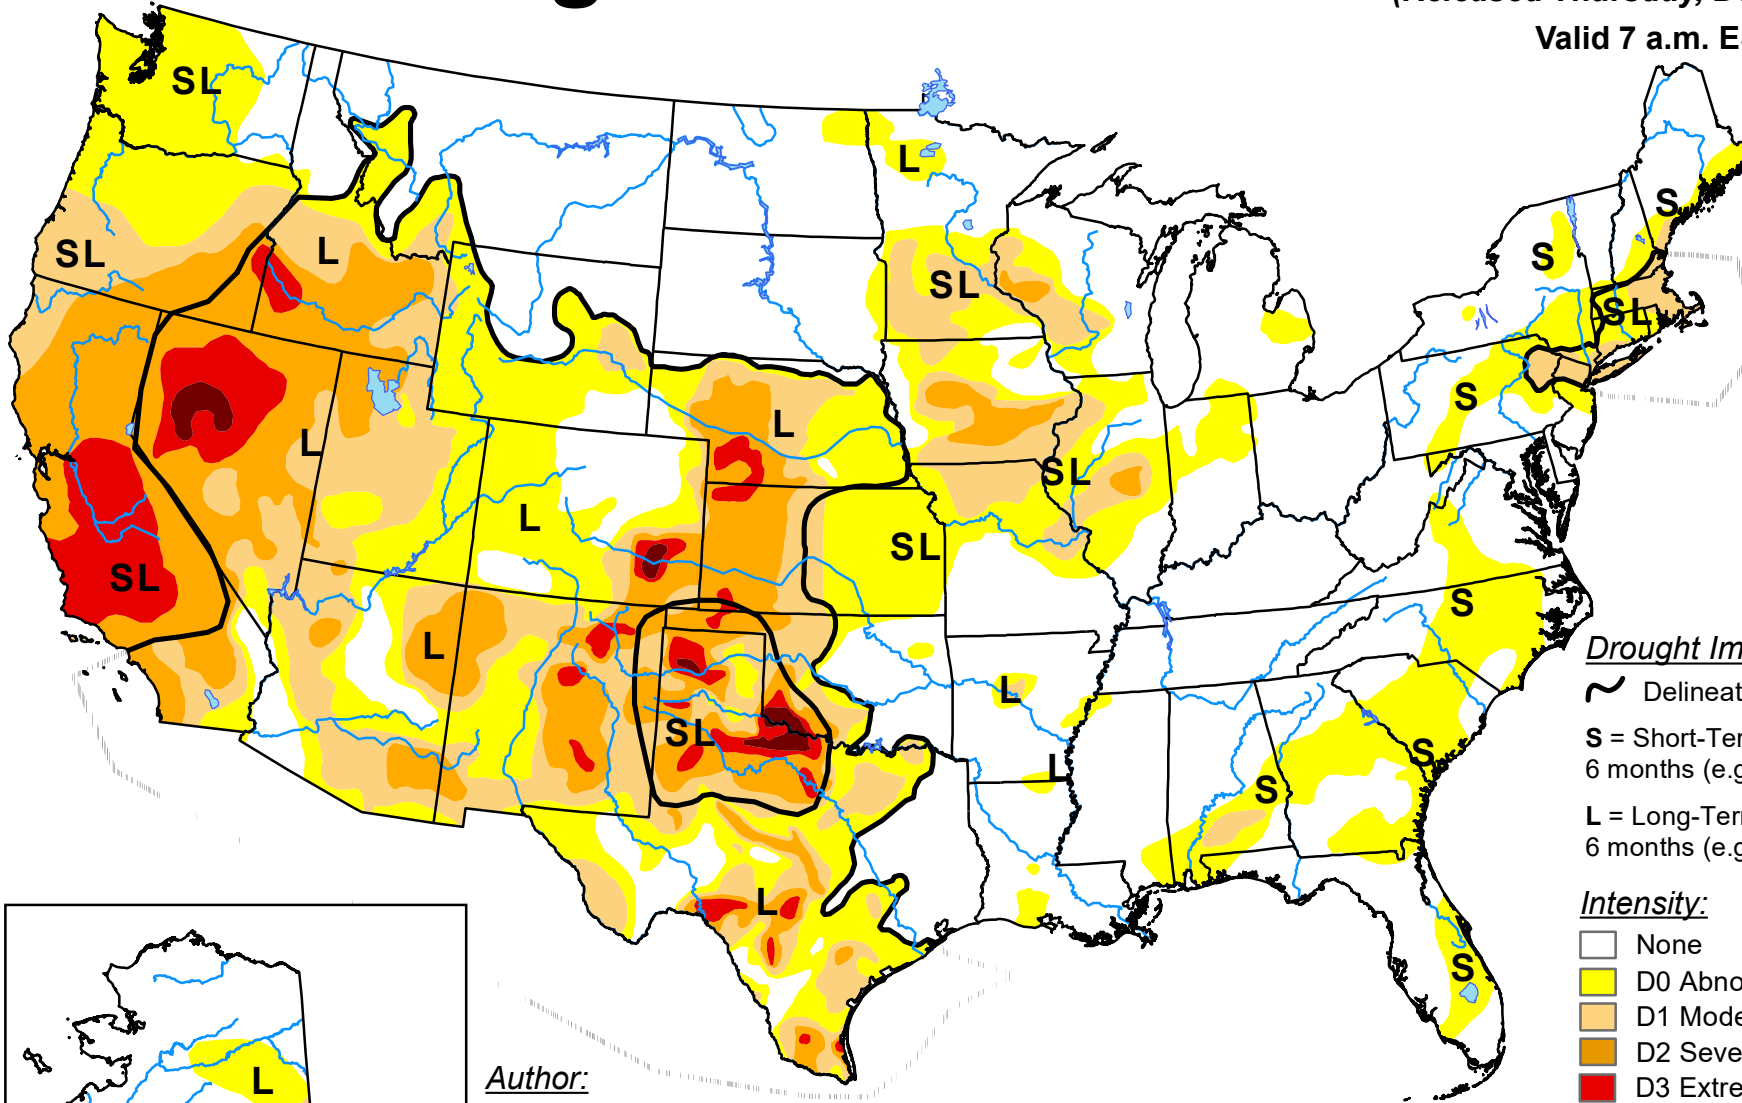 Valid 7 a.m. E
SL
L
S
SL
L
S
SL
S
SL
L
S
L
SL
L
SL
SL
S
L
L
SL
L
S
S
L
L
S
Drought Im
Delineat
S = Short-Ter
6 months (e.g
L = Long-Term
6 months (e.g
Intensity:
None
D0 Abno
D1 Mode
D2 Seve
D3 Extre
L
Author: